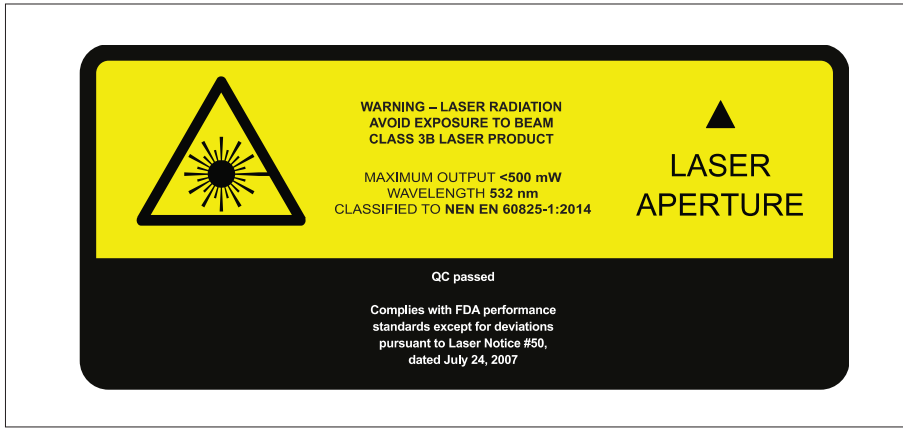 WARNING – LASER RADIATION
AVOID EXPOSURE TO BEAM
CLASS 3B LASER PRODUCT
MAXIMUM OUTPUT <500 mW
WAVELENGTH 532 nm
CLASSIFIED TO NEN EN 60825-1:2014
LASER
APERTURE
QC passed
Complies with FDA performance
standards except for deviations
pursuant to Laser Notice #50,
dated July 24, 2007